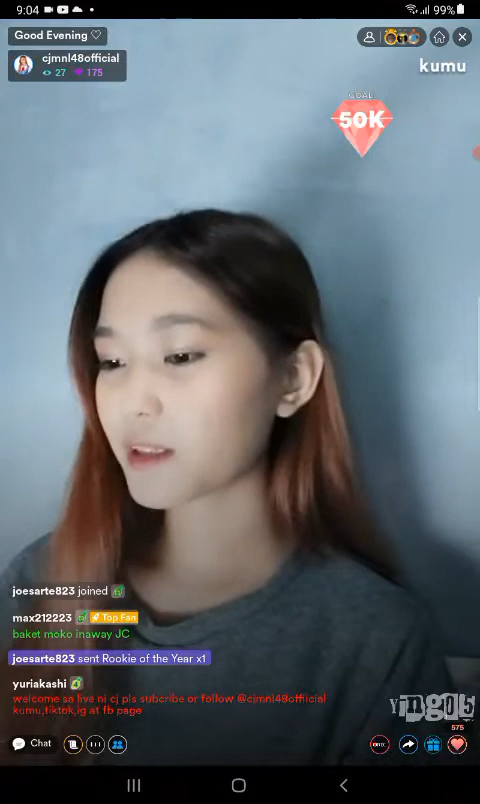 9:04
99%
Good Evening ♡
cjmnl48official
27 175
kumu
GOAL!
50K
joesarte823 joined
max212223 Top Fan
baket moko inaway JC
joesarte823 sent Rookie of the Year x1
yuriakashi
welcome sa live ni cj pls subcribe or follow @cjmnl48official
kumu,tiktok,ig at fb page
575
Chat